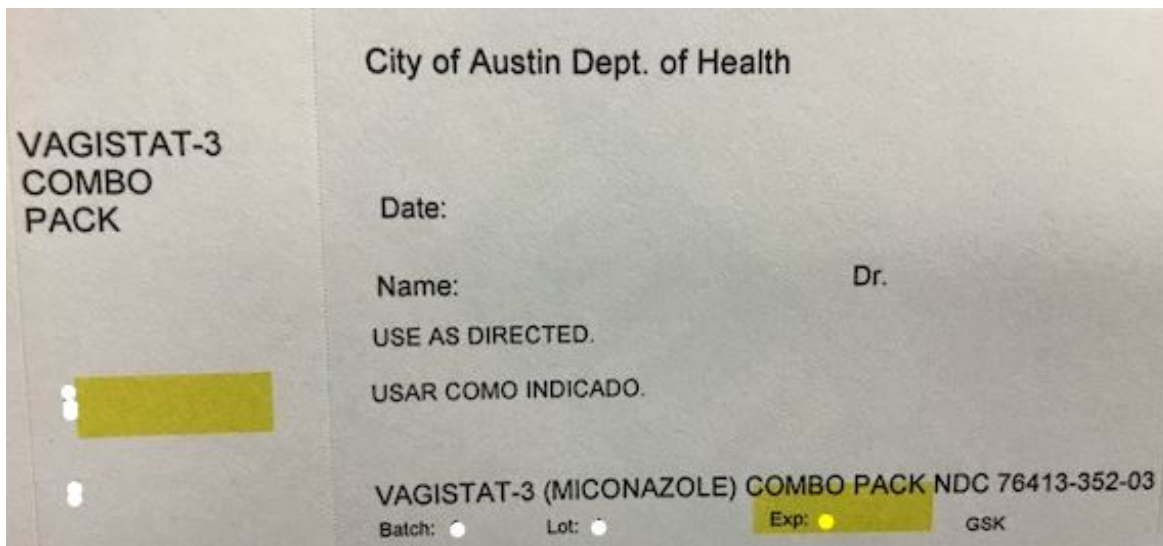 City of Austin Dept. of Health
VAGISTAT-3
COMBO
PACK
Date:
Name:
Dr.
USE AS DIRECTED.
USAR COMO INDICADO.
VAGISTAT-3 (MICONAZOLE) COMBO PACK NDC 76413-352-03
Batch: Lot: Exp: GSK